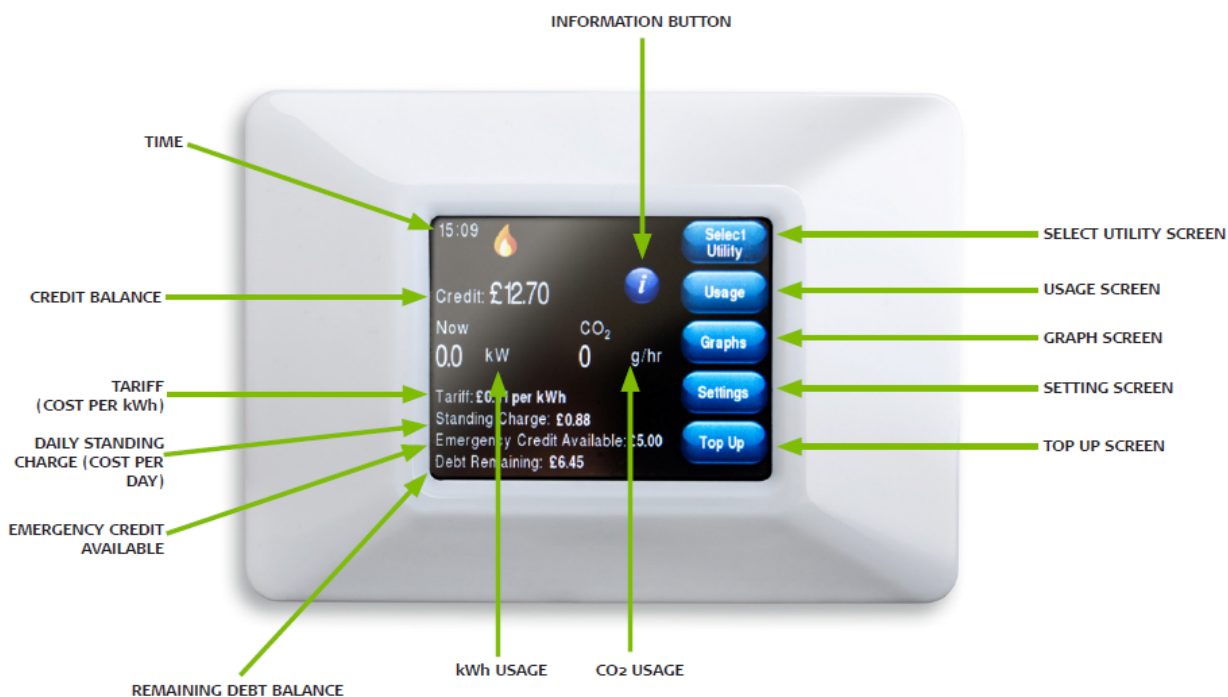 INFORMATION BUTTON
TIME
15:09
Select
Utility
SELECT UTILITY SCREEN
i
CREDIT BALANCE
Credit: £12.70
Usage
USAGE SCREEN
Now
CO₂
Graphs
GRAPH SCREEN
0.0 kW
0 g/hr
TARIFF
(COST PER kWh)
Tariff: per kWh
Settings
SETTING SCREEN
DAILY STANDING
CHARGE (COST PER
DAY)
Standing Charge: £0.88
Emergency Credit Available: £5.00
Top Up
TOP UP SCREEN
Debt Remaining: £6.45
EMERGENCY CREDIT
AVAILABLE
kWh USAGE
CO2 USAGE
REMAINING DEBT BALANCE